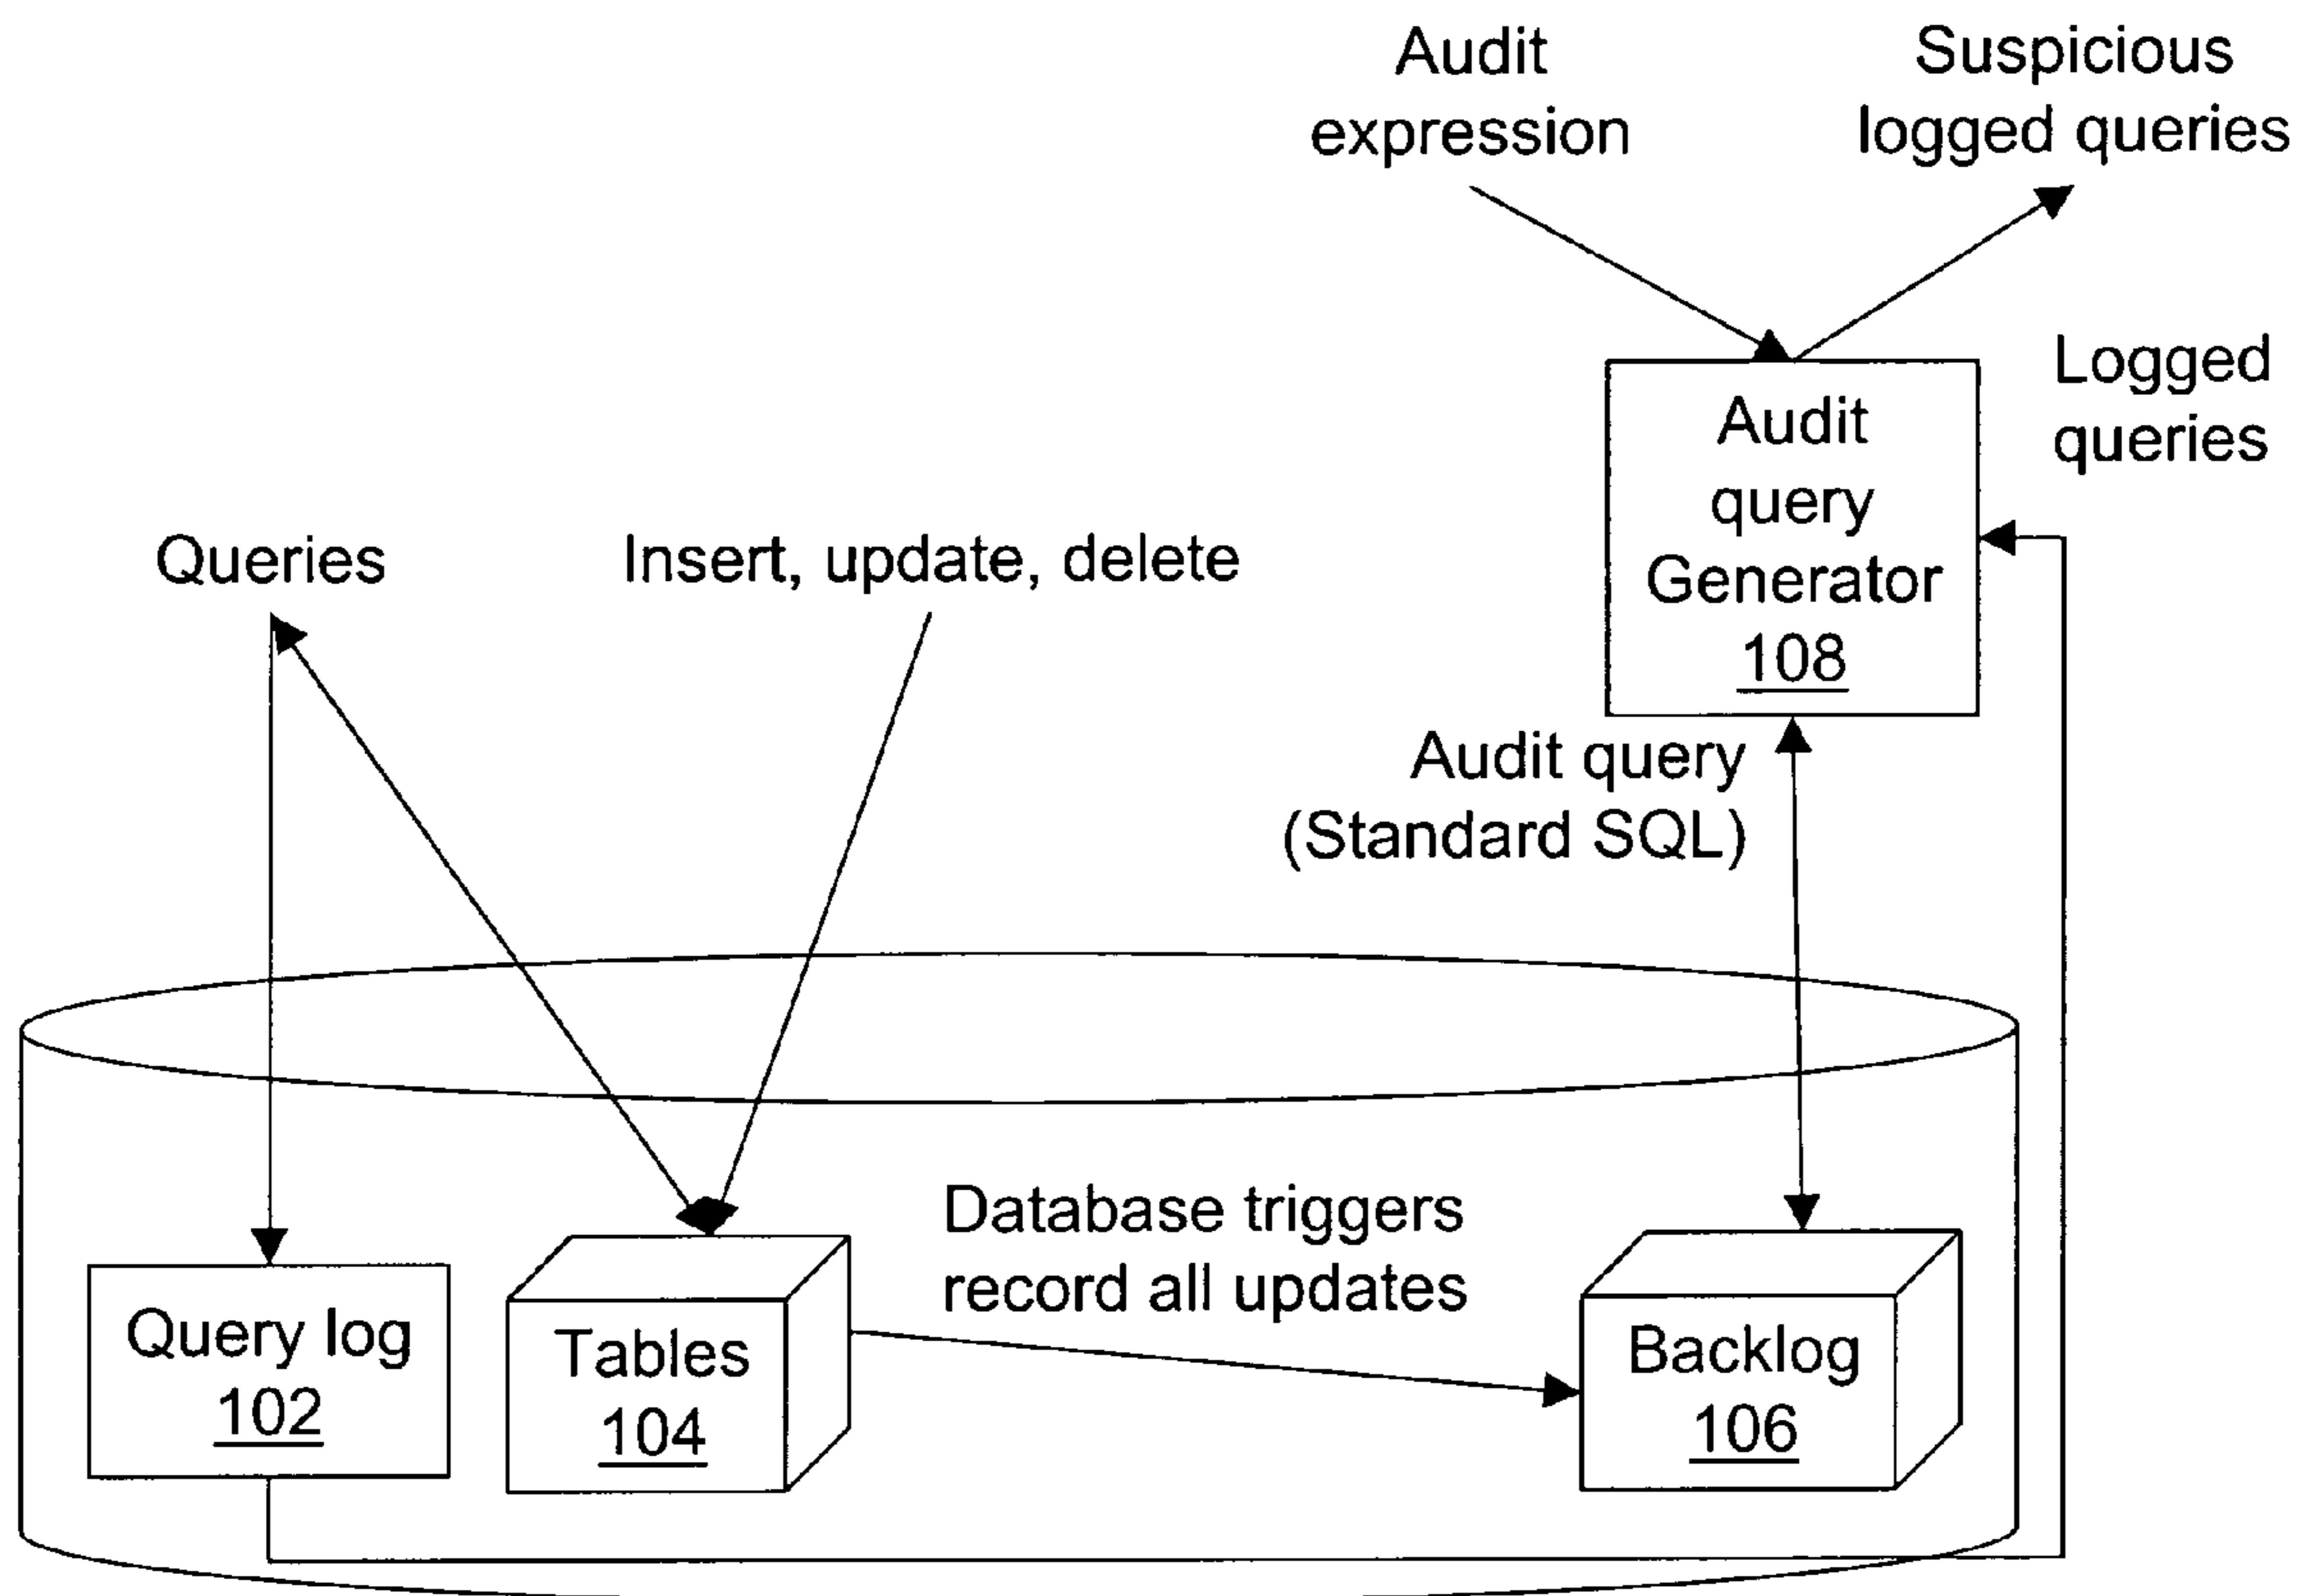 Audit
expression
Suspicious
logged queries
Logged
queries
Audit
query
Generator
108
Queries
Insert, update, delete
Audit query
(Standard SQL)
Database triggers
record all updates
Query log
102
Tables
104
Backlog
106